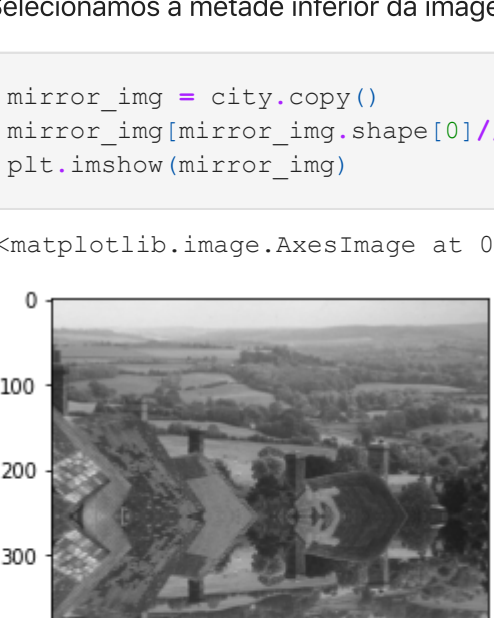 Selecionamos a metade inferior da image
mirror_img = city.copy()
mirror_img[mirror_img.shape[0]/
plt.imshow(mirror_img)
<matplotlib.image.AxesImage at 0
0
100
200
300